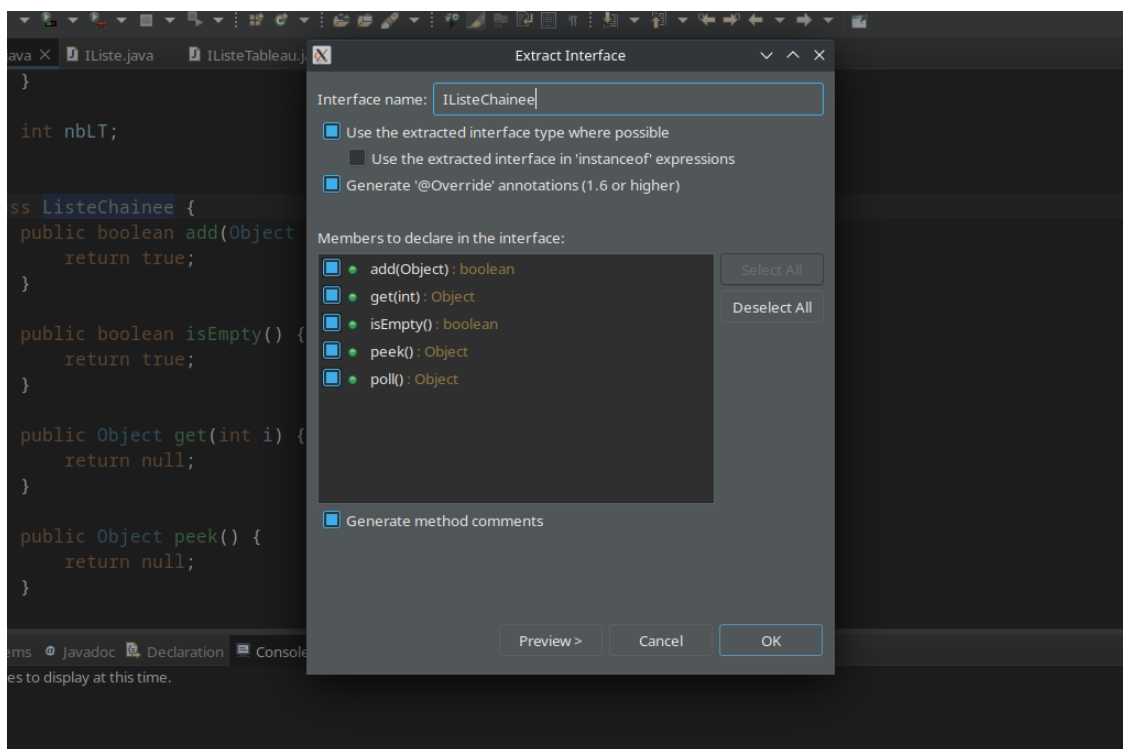 ava
IListe.java
IListeTableau.j
Extract Interface
}
Interface name: IListeChainee
int nbLT;
Use the extracted interface type where possible
Use the extracted interface in 'instanceof' expressions
Generate '@Override' annotations (1.6 or higher)
ss ListeChainee {
public boolean add(Object
return true;
}
public boolean isEmpty() {
return true;
}
public Object get(int i) {
return null;
}
public Object peek() {
return null;
}
Members to declare in the interface:
add(Object) : boolean
get(int) : Object
isEmpty() : boolean
peek() : Object
poll() : Object
Select All
Deselect All
Generate method comments
Preview >
Cancel
OK
ems @ Javadoc Declaration Console
es to display at this time.